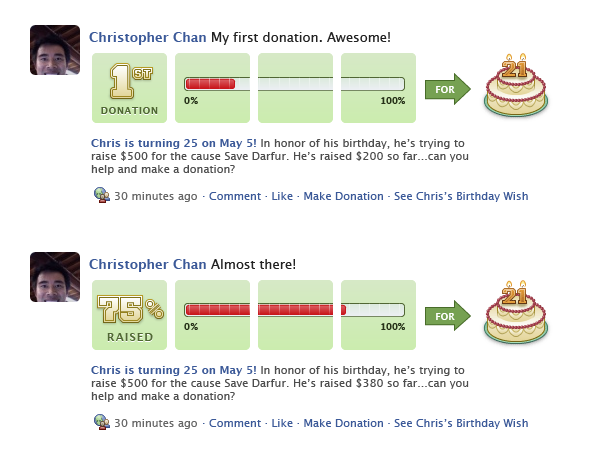 Christopher Chan My first donation. Awesome!
1ST
DONATION
0% 100%
FOR
21
Chris is turning 25 on May 5! In honor of his birthday, he's trying to
raise $500 for the cause Save Darfur. He's raised $200 so far...can you
help and make a donation?
30 minutes ago · Comment · Like · Make Donation · See Chris's Birthday Wish
Christopher Chan Almost there!
75%
RAISED
0% 100%
FOR
21
Chris is turning 25 on May 5! In honor of his birthday, he's trying to
raise $500 for the cause Save Darfur. He's raised $380 so far...can you
help and make a donation?
30 minutes ago · Comment · Like · Make Donation · See Chris's Birthday Wish